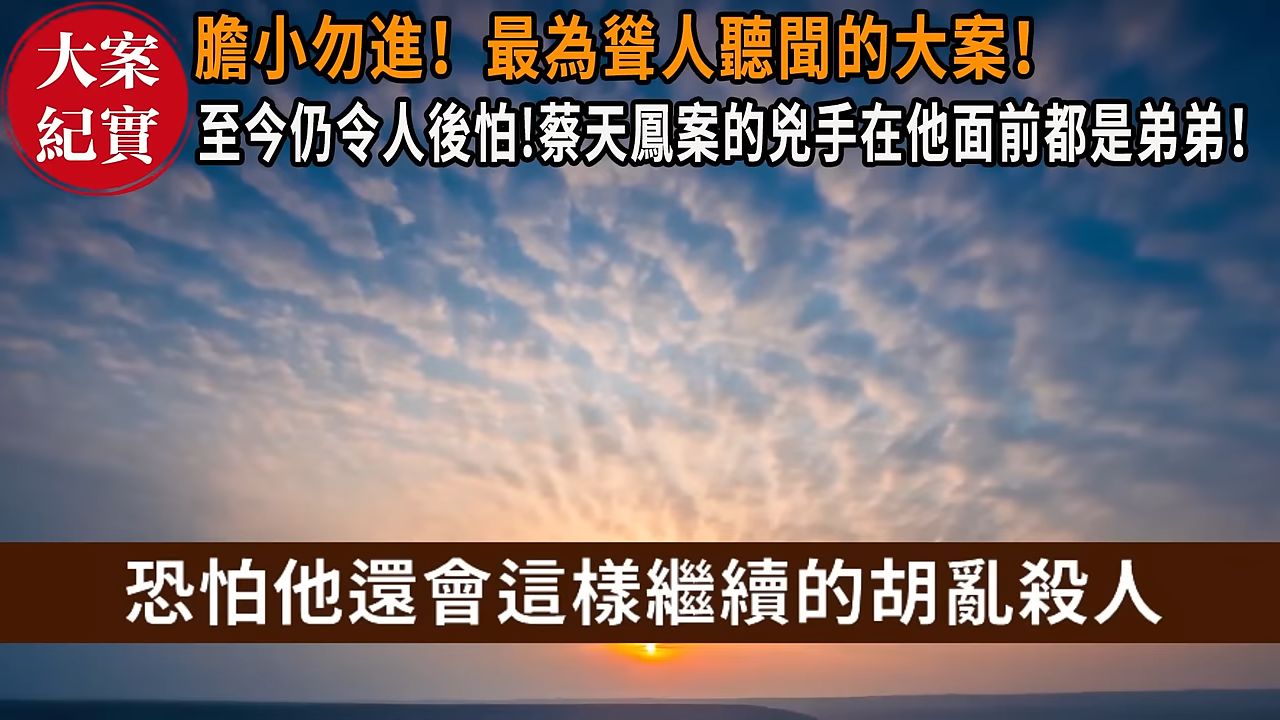 大案
紀實
膽小勿進！最為聳人聽聞的大案！
至今仍令人後怕!蔡天鳳案的兇手在他面前都是弟弟！
恐怕他還會這樣繼續的胡亂殺人